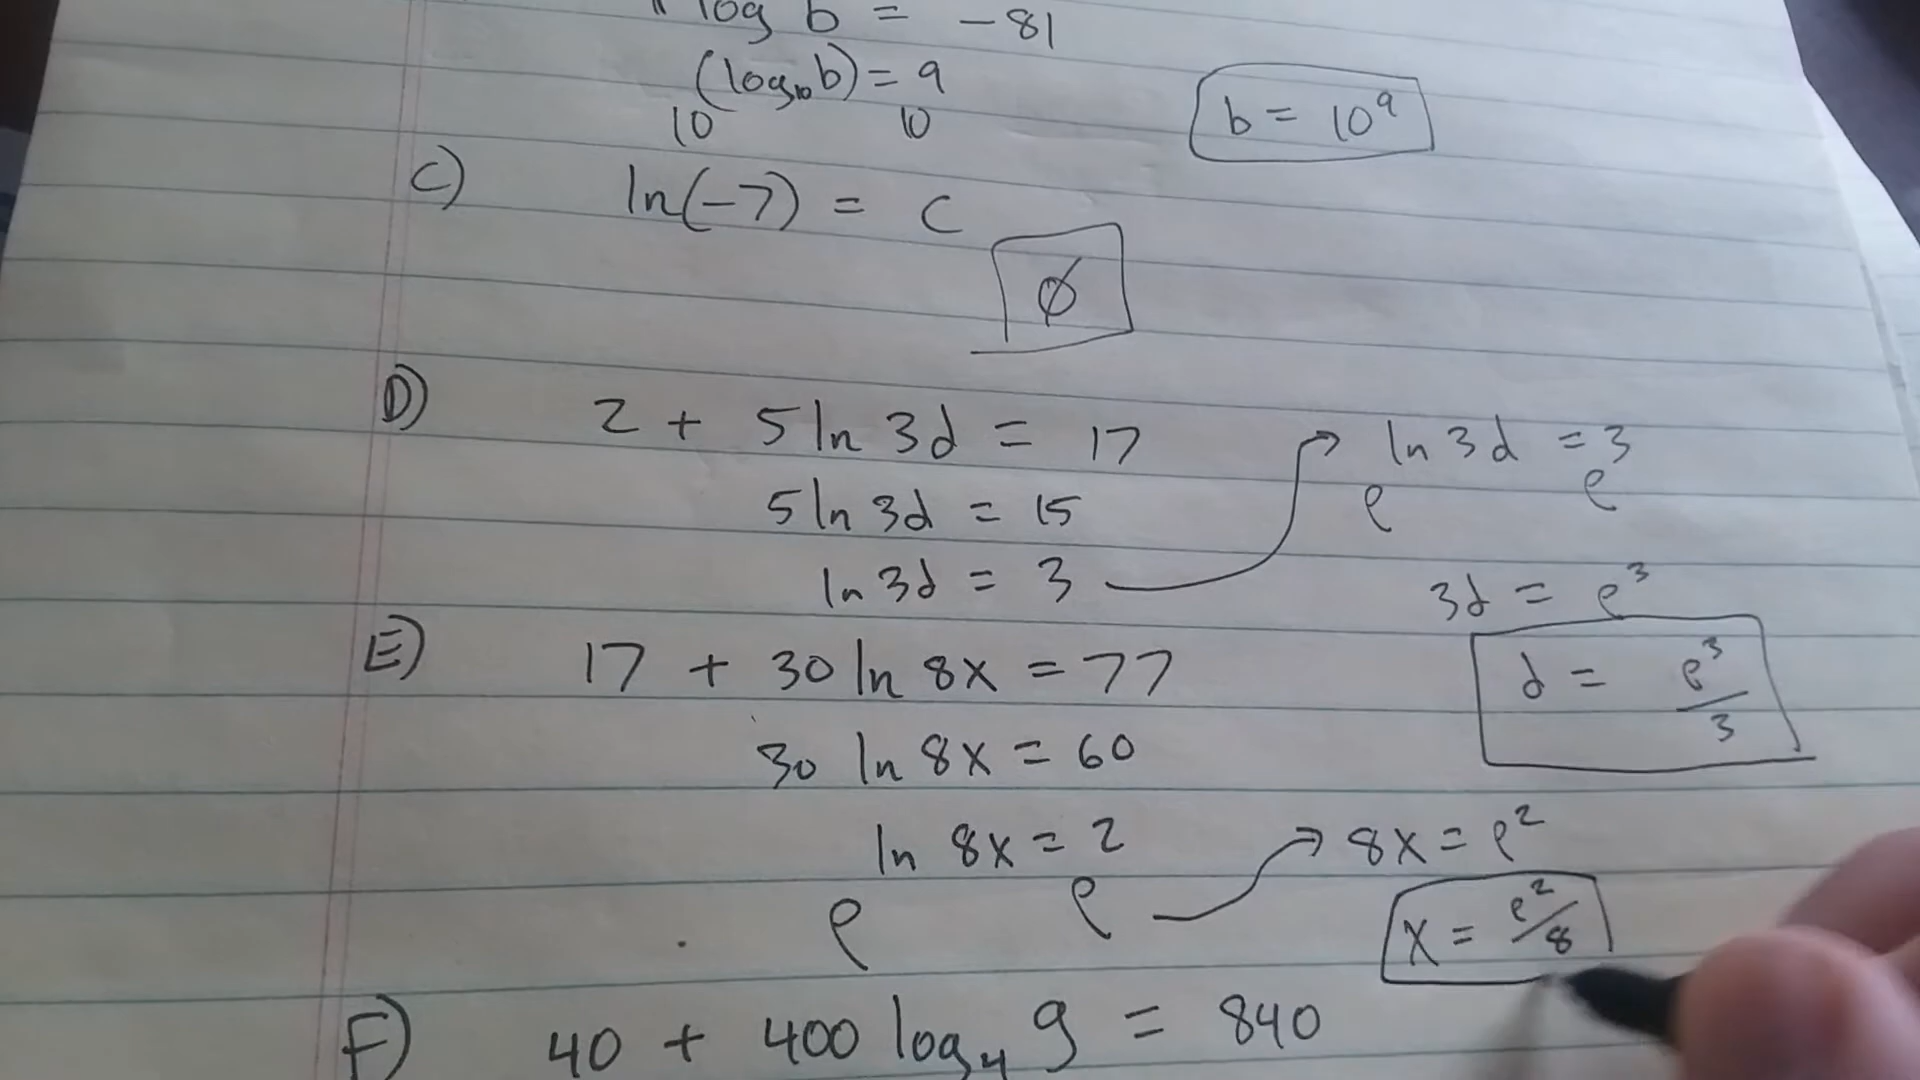 log b = -81
(log₁₀ b) = 9
10 10
b = 10⁹
C) ln(-7) = C
∅
D) 2 + 5 ln 3d = 17
5 ln 3d = 15
ln 3d = 3
ln 3d = 3
e e
3d = e³
d = e³/3
E) 17 + 30 ln 8x = 77
30 ln 8x = 60
ln 8x = 2
e e
8x = e²
x = e²/8
F) 40 + 400 log₄ g = 840